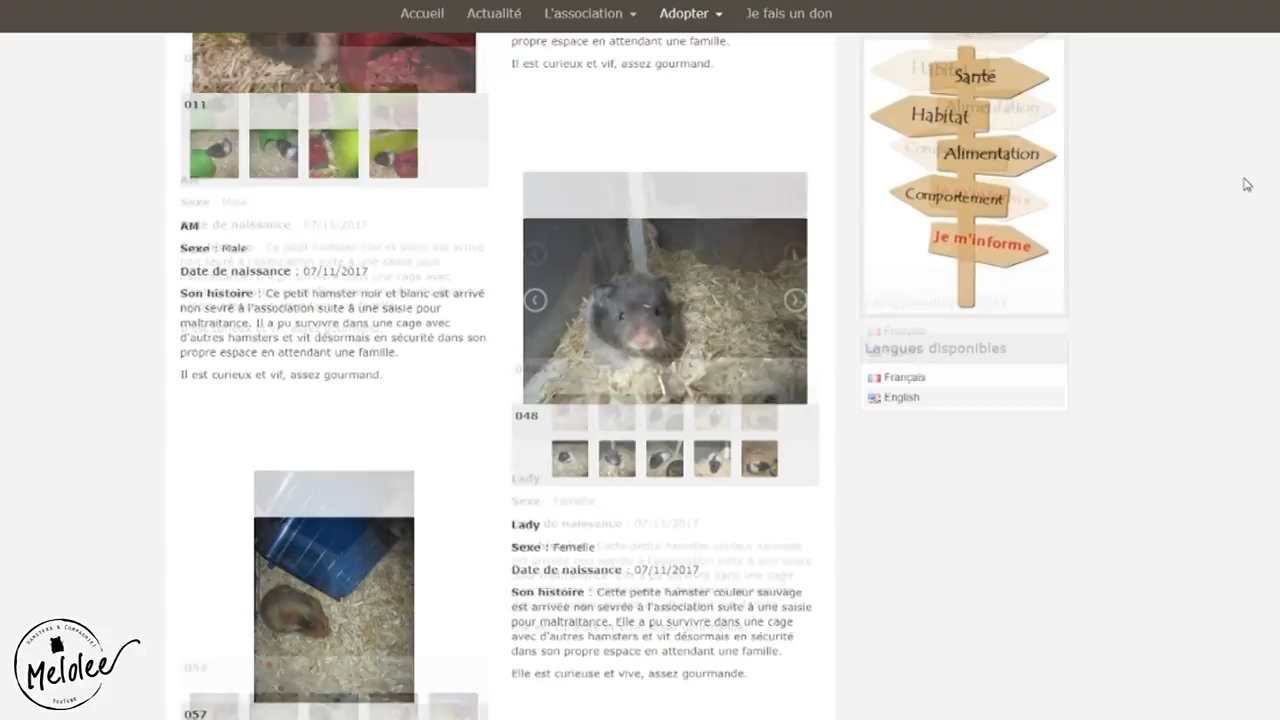 Accueil
Actualité
L'association
Adopter
Je fais un don
011
AM
Sexe : Male
Date de naissance : 07/11/2017
Son histoire : Ce petit hamster noir et blanc est arrivé
non sevré à l'association suite à une saisie pour
maltraitance. Il a pu survivre dans une cage avec
d'autres hamsters et vit désormais en sécurité dans son
propre espace en attendant une famille.
Il est curieux et vif, assez gourmand.
057
propre espace en attendant une famille.
Il est curieux et vif, assez gourmand.
048
Lady
Sexe : Femelle
Date de naissance : 07/11/2017
Son histoire : Cette petite hamster couleur sauvage
est arrivée non sevrée à l'association suite à une saisie
pour maltraitance. Elle a pu survivre dans une cage
avec d'autres hamsters et vit désormais en sécurité
dans son propre espace en attendant une famille.
Elle est curieuse et vive, assez gourmande.
Santé
Habitat
Alimentation
Comportement
Je m'informe
Langues disponibles
Français
English
HAMSTERS & COMPAGNIE!
Melolee
YOUTUBE